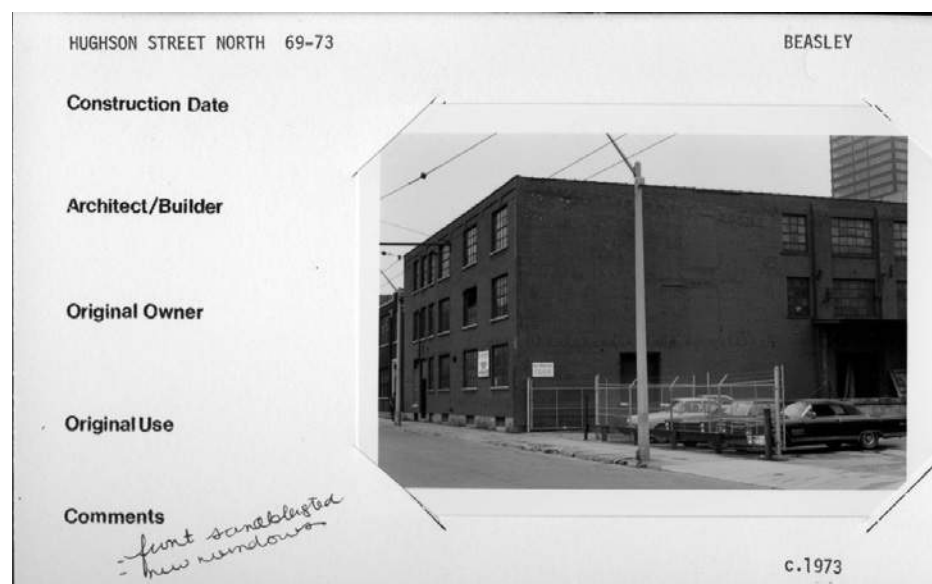 HUGHSON STREET NORTH 69-73
BEASLEY
Construction Date
Architect/Builder
Original Owner
Original Use
Comments
- front sandblasted
- new windows
c.1973